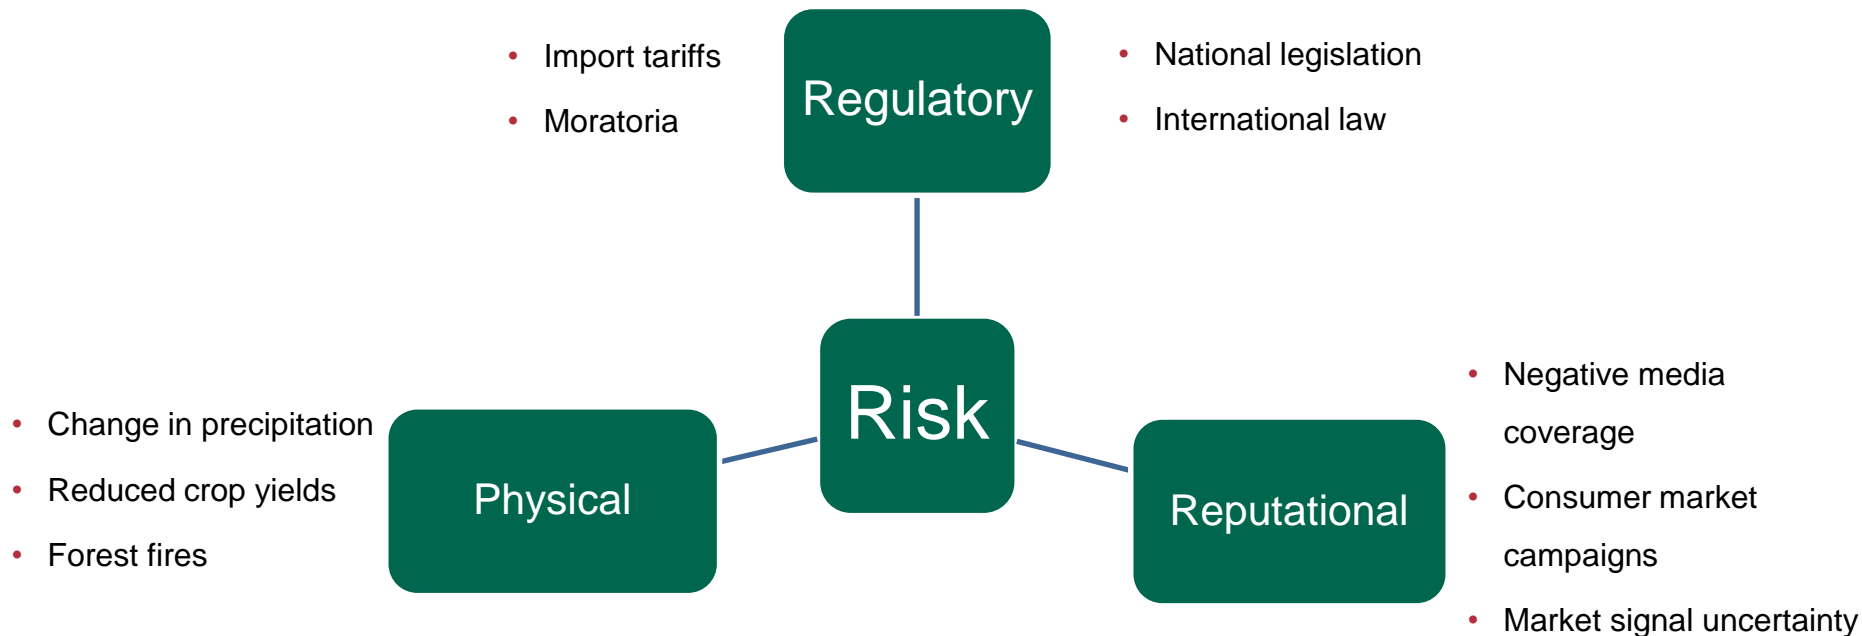 Import tariffs
Moratoria
Regulatory
National legislation
International law
Risk
Change in precipitation
Reduced crop yields
Forest fires
Physical
Reputational
Negative media
coverage
Consumer market
campaigns
Market signal uncertainty